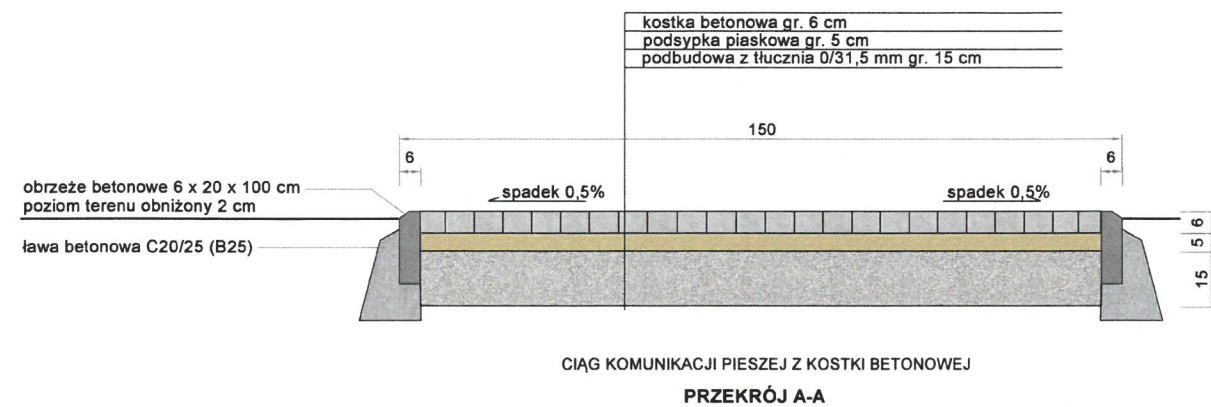 kostka betonowa gr. 6 cm
podsypka piaskowa gr. 5 cm
podbudowa z tłucznia 0/31,5 mm gr. 15 cm
150
6
6
obrzeże betonowe 6 x 20 x 100 cm
poziom terenu obniżony 2 cm
spadek 0,5%
spadek 0,5%
ława betonowa C20/25 (B25)
6
5
15
CIĄG KOMUNIKACJI PIESZEJ Z KOSTKI BETONOWEJ
PRZEKRÓJ A-A